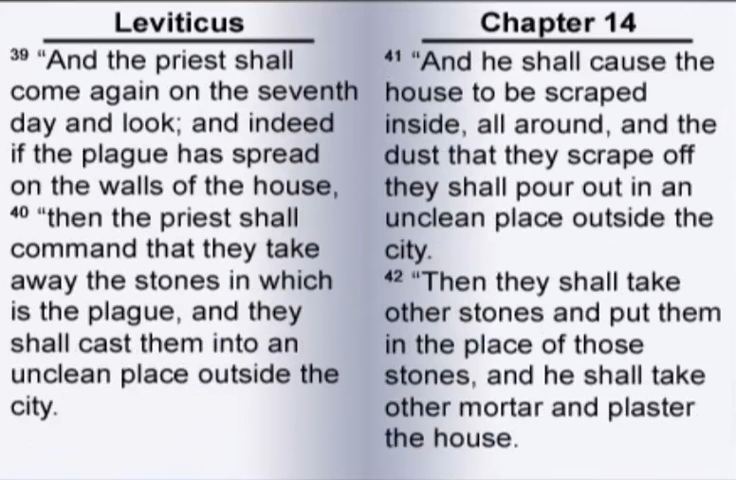 Leviticus
39 “And the priest shall
come again on the seventh
day and look; and indeed
if the plague has spread
on the walls of the house,
40 “then the priest shall
command that they take
away the stones in which
is the plague, and they
shall cast them into an
unclean place outside the
city.
Chapter 14
41 “And he shall cause the
house to be scraped
inside, all around, and the
dust that they scrape off
they shall pour out in an
unclean place outside the
city.
42 “Then they shall take
other stones and put them
in the place of those
stones, and he shall take
other mortar and plaster
the house.